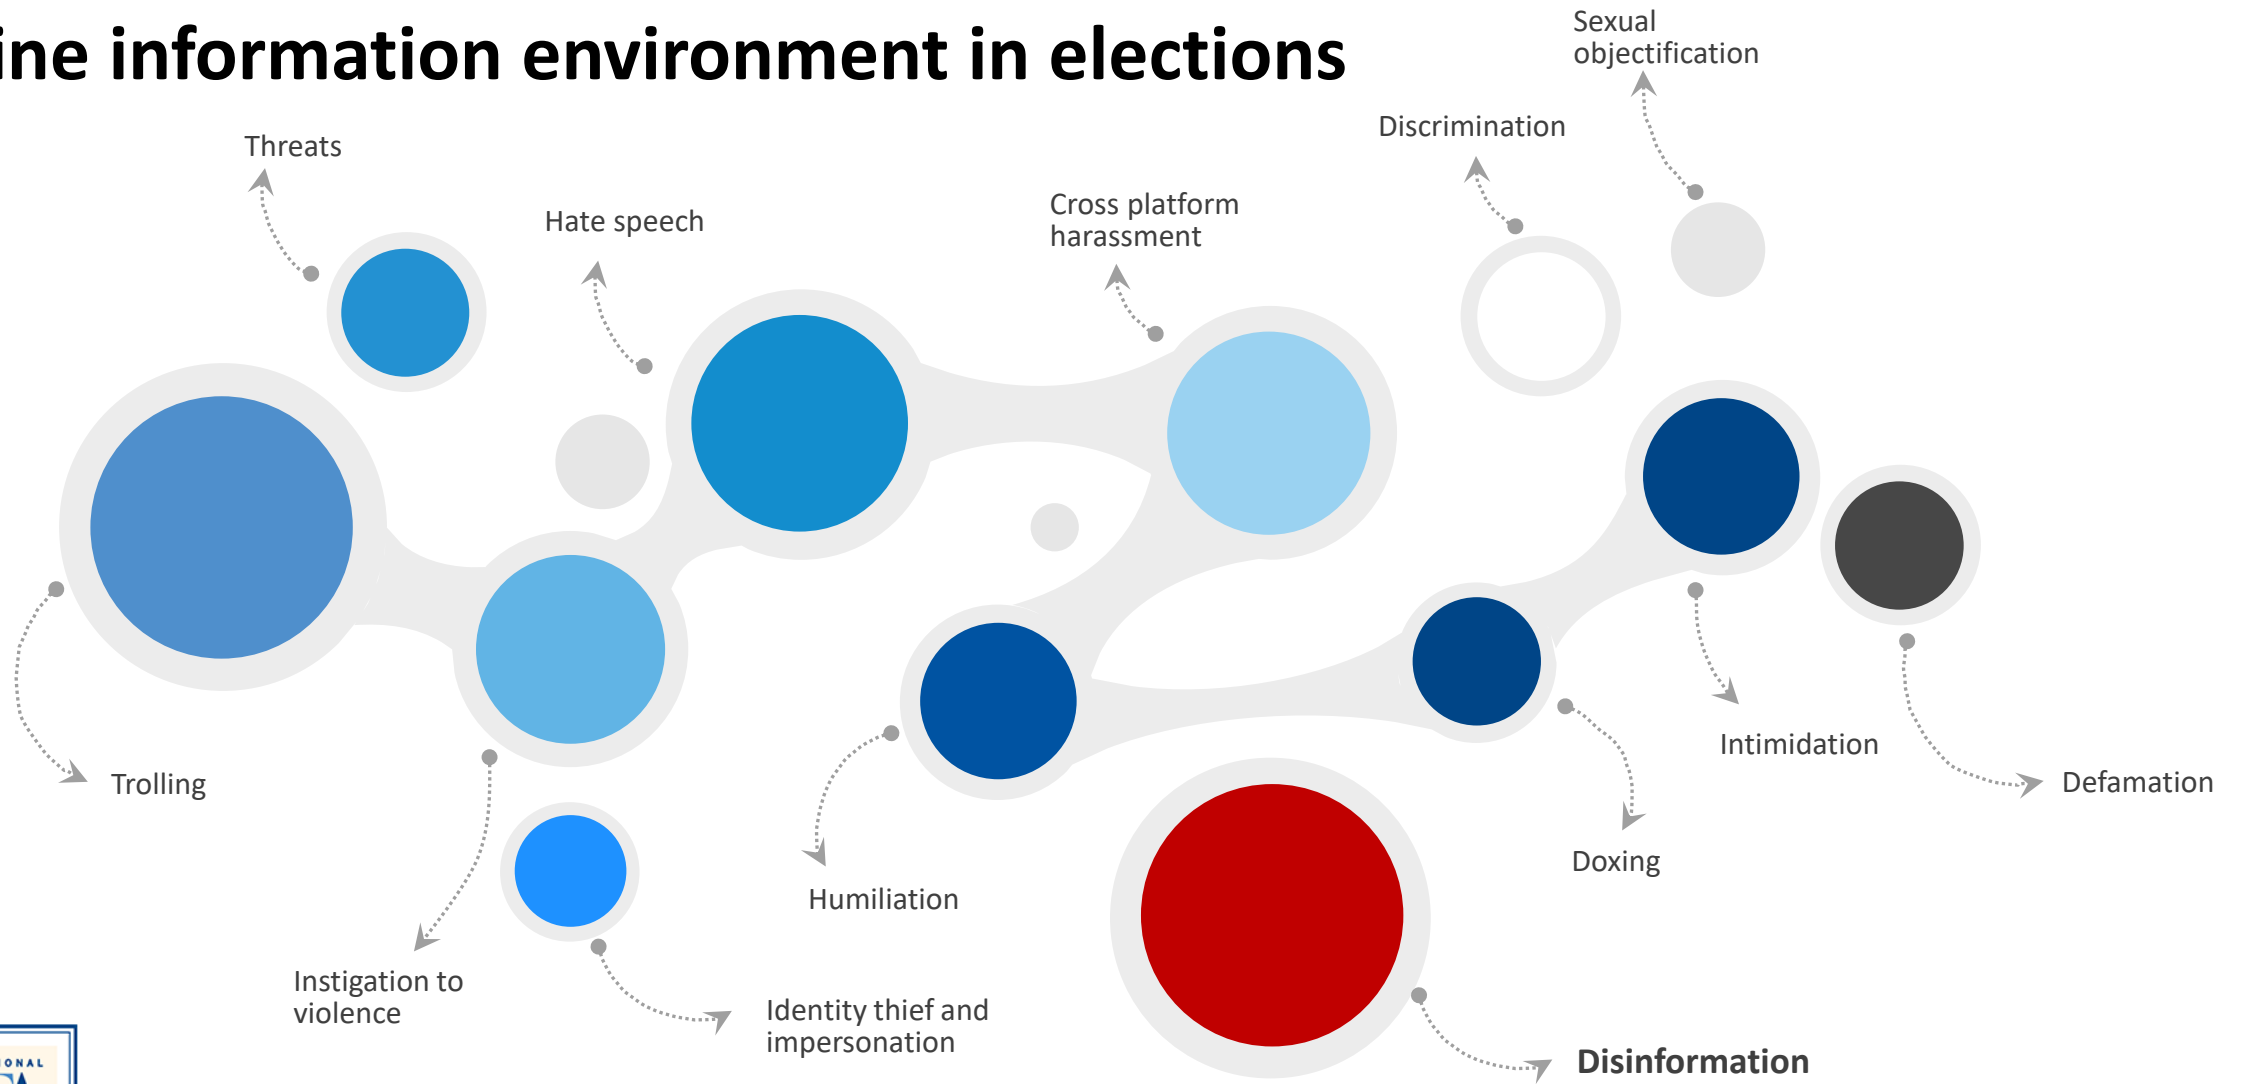 ine information environment in elections
Sexual
objectification
Discrimination
Threats
Cross platform
harassment
Hate speech
Intimidation
Trolling
Defamation
Doxing
Humiliation
Instigation to
violence
Identity thief and
impersonation
Disinformation
IONAL